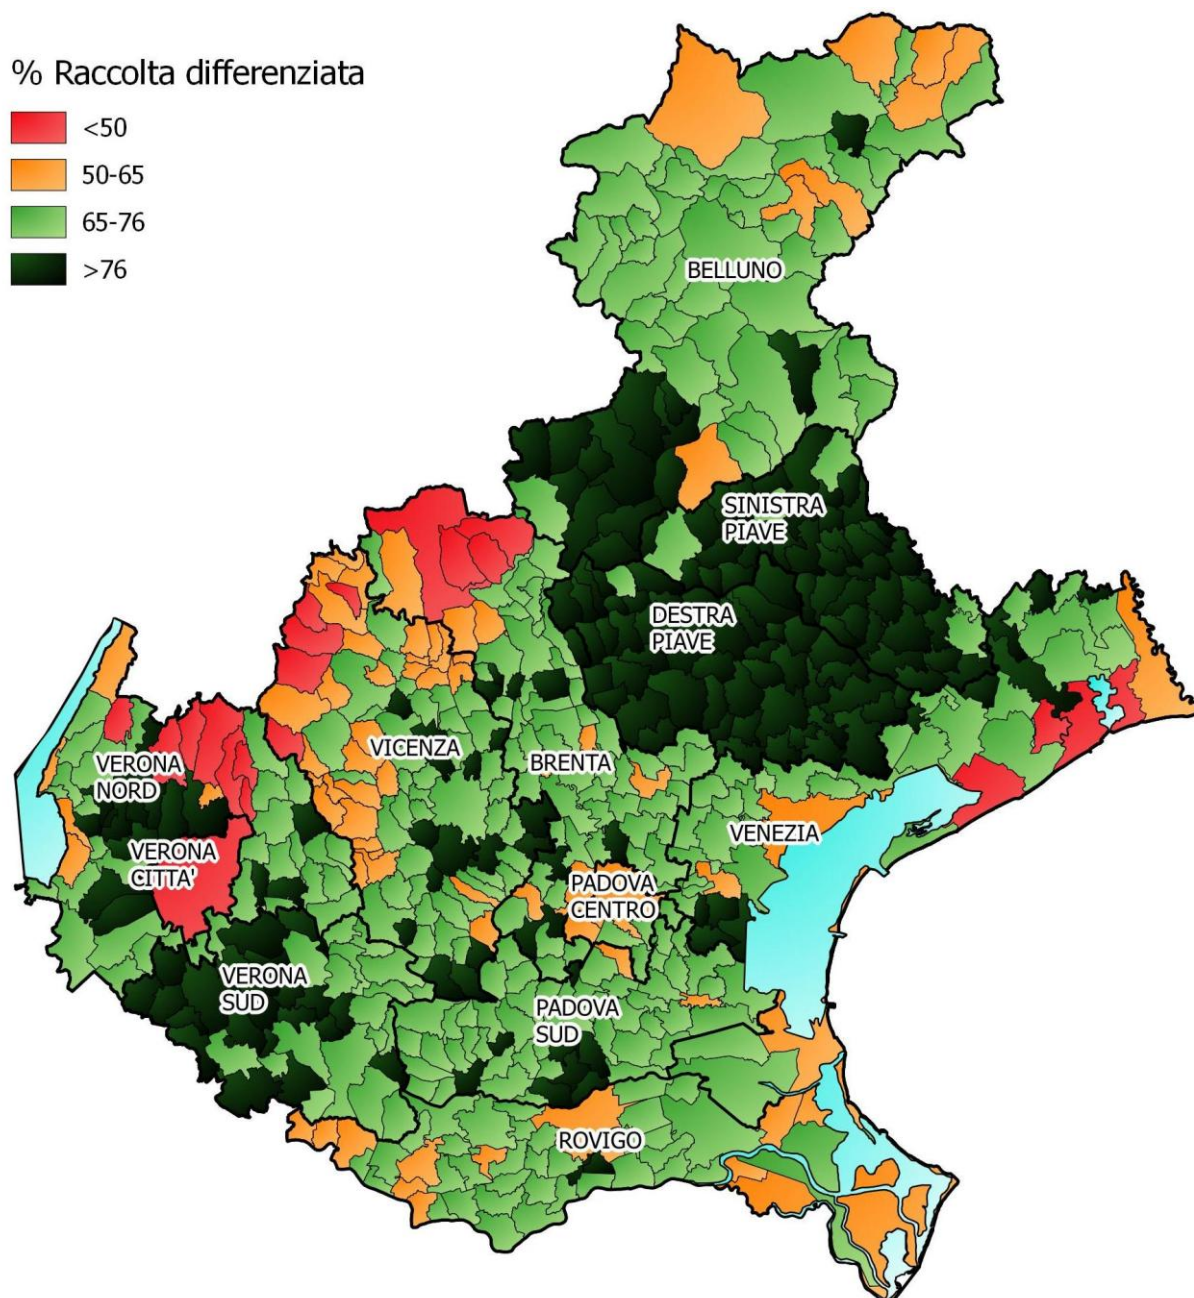 % Raccolta differenziata
<50
50-65
65-76
>76
BELLUNO
SINISTRA
PIAVE
DESTRA
PIAVE
VICENZA
BRENTA
VERONA
NORD
VENEZIA
VERONA
CITTA'
PADOVA
CENTRO
VERONA
SUD
PADOVA
SUD
ROVIGO